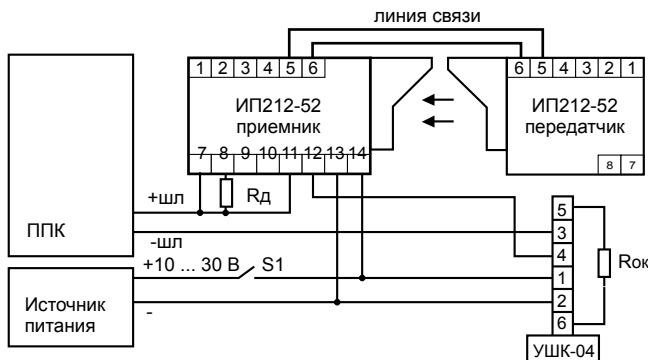 линия связи
1 2 3 4 5 6
6 5 4 3 2 1
ИП212-52
приемник
ИП212-52
передатчик
7 8 9 10 11 12 13 14
8 7
+шл
Rд
ППК
-шл
+10 ... 30 В S1
Источник
питания
-
5
3
4
1
2
6
Rок
УШК-04